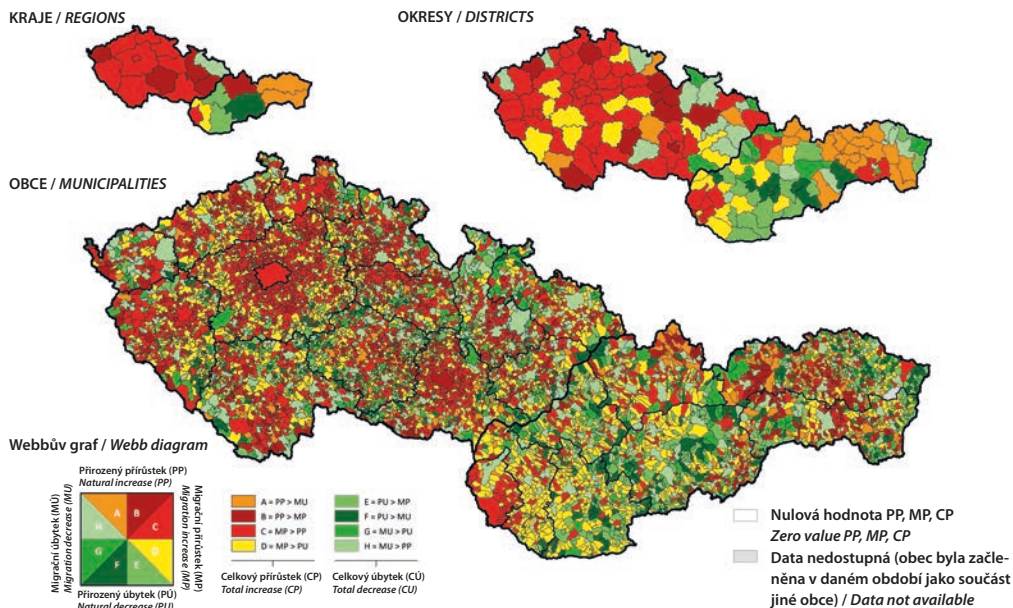 KRAJE / REGIONS
OKRESY / DISTRICTS
OBCE / MUNICIPALITIES
Webbův graf / Webb diagram
Přirozený přírůstek (PP)
Natural increase (PP)
Migrační úbytek (MÚ)
Migration decrease (MU)
A
B
C
D
E
F
G
H
Migrační přírůstek (MP)
Migration increase (MP)
Přirozený úbytek (PÚ)
Natural decrease (PU)
A = PP > MU
B = PP > MP
C = MP > PP
D = MP > PU
Celkový přírůstek (CP)
Total increase (CP)
E = PU > MP
F = PU > MU
G = MU > PU
H = MU > PP
Celkový úbytek (CÚ)
Total decrease (CU)
Nulová hodnota PP, MP, CP
Zero value PP, MP, CP
Data nedostupná (obec byla začle-
něna v daném období jako součást
jiné obce) / Data not available